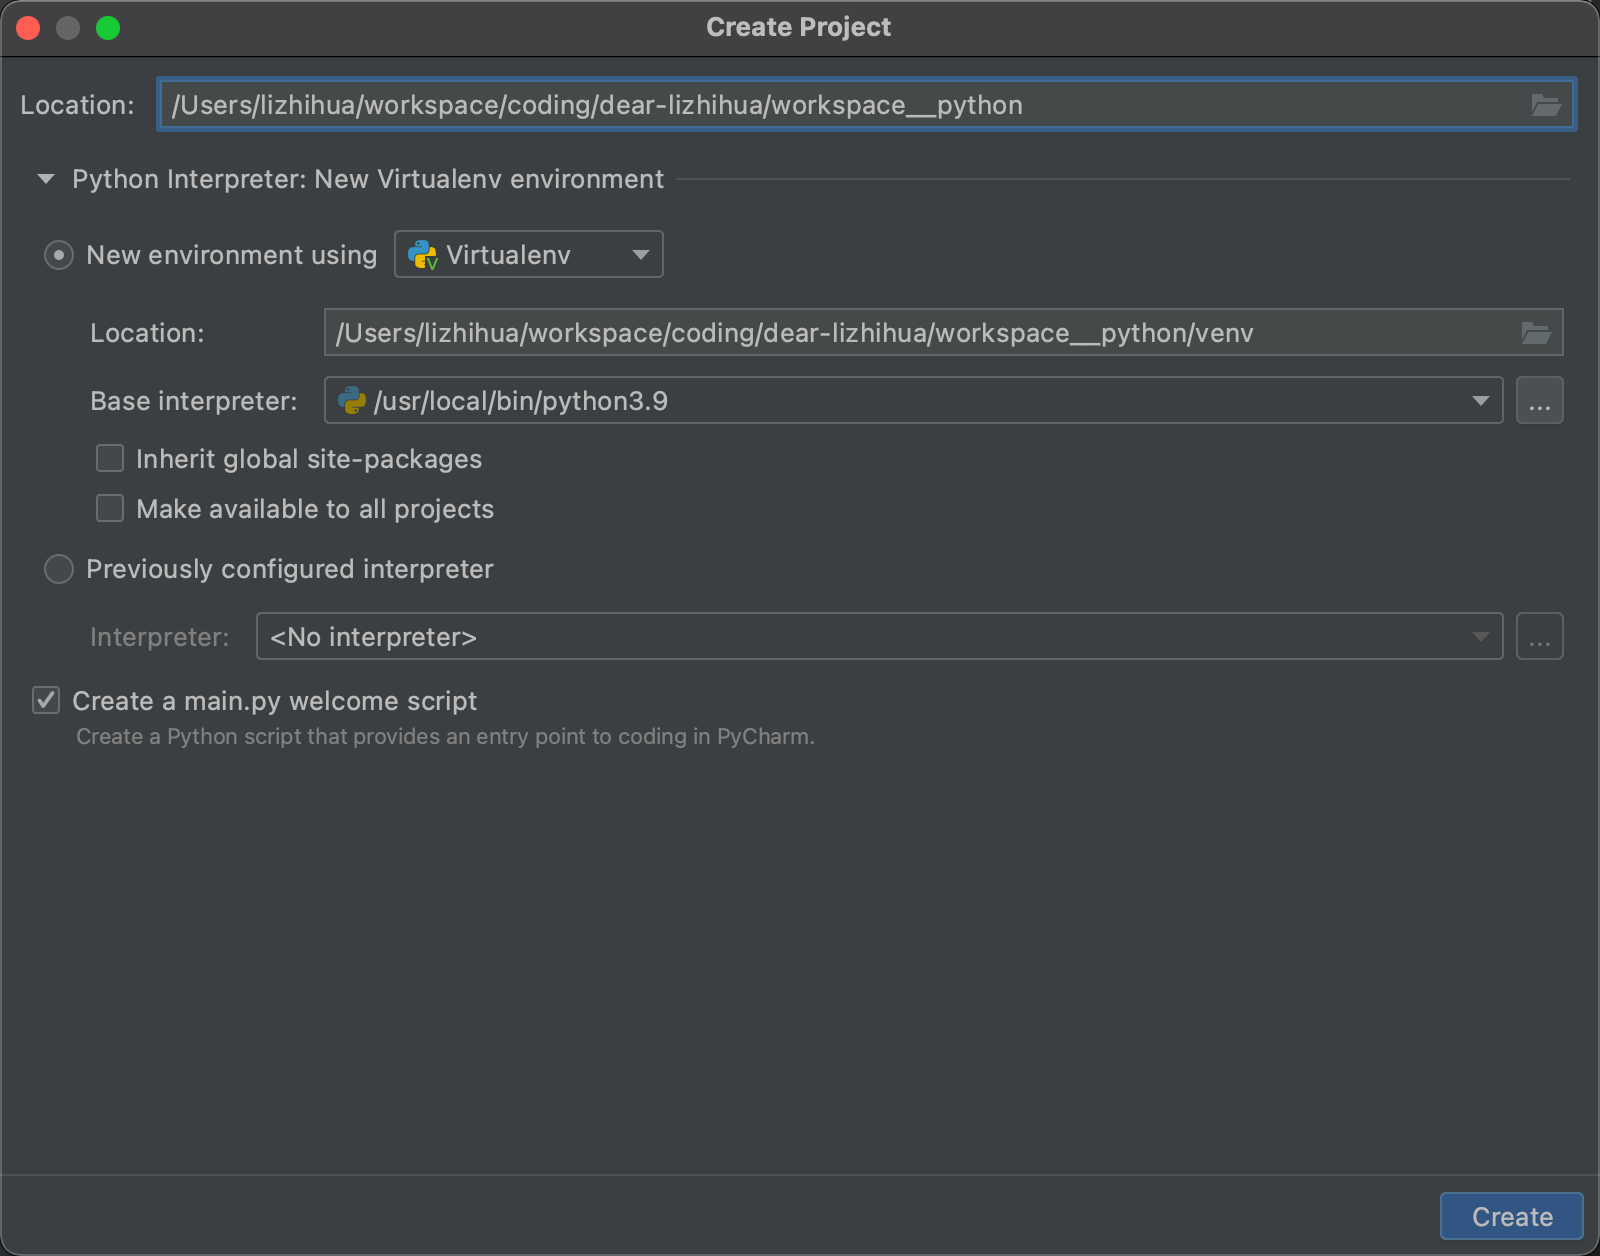 Create Project
Location: /Users/lizhihua/workspace/coding/dear-lizhihua/workspace__python
Python Interpreter: New Virtualenv environment
New environment using Virtualenv
Location: /Users/lizhihua/workspace/coding/dear-lizhihua/workspace__python/venv
Base interpreter: /usr/local/bin/python3.9 ...
Inherit global site-packages
Make available to all projects
Previously configured interpreter
Interpreter: <No interpreter> ...
Create a main.py welcome script
Create a Python script that provides an entry point to coding in PyCharm.
Create